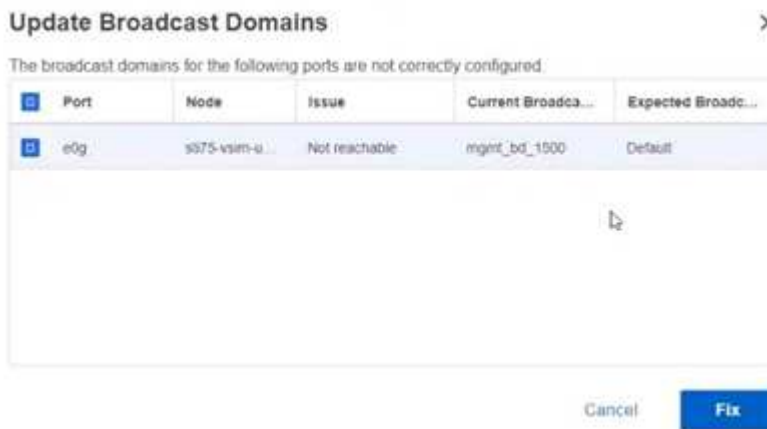 Update Broadcast Domains
The broadcast domains for the following ports are not correctly configured.
Port Node Issue Current Broadca... Expected Broadc...
e0g sti75-vsim-u... Not reachable mgmt_bd_1500 Default
Cancel Fix